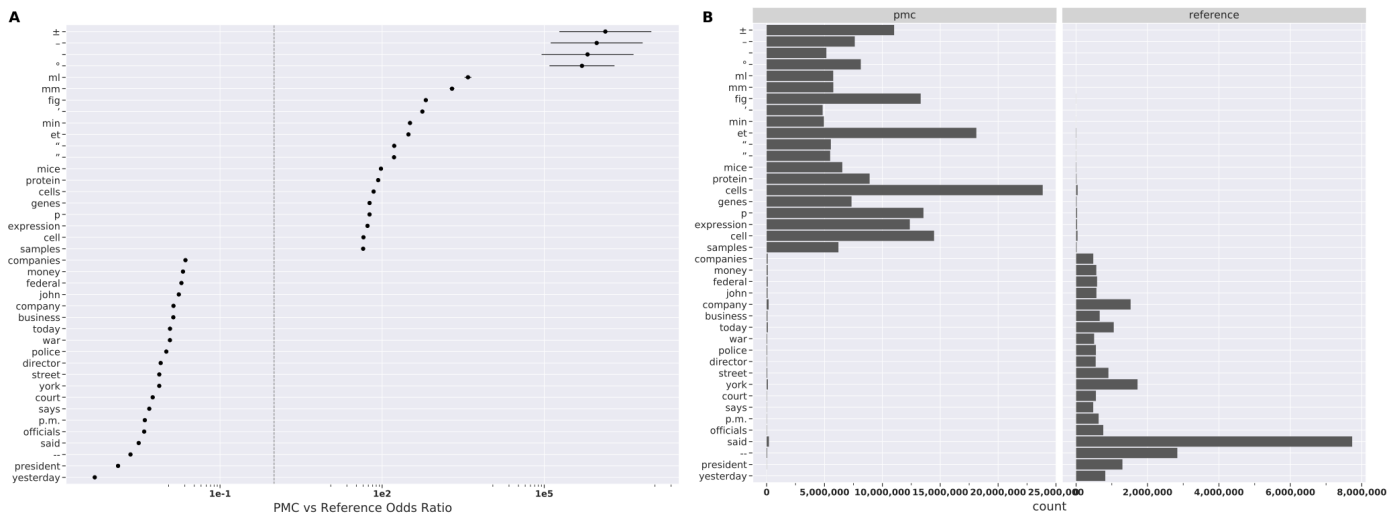 A
±
–
-
°
ml
mm
fig
′
min
et
“
”
mice
protein
cells
genes
p
expression
cell
samples
companies
money
federal
john
company
business
today
war
police
director
street
york
court
says
p.m.
officials
said
--
president
yesterday
1e-1 1e2 1e5
PMC vs Reference Odds Ratio
B
pmc reference
±
–
-
°
ml
mm
fig
′
min
et
“
”
mice
protein
cells
genes
p
expression
cell
samples
companies
money
federal
john
company
business
today
war
police
director
street
york
court
says
p.m.
officials
said
--
president
yesterday
0 5,000,000 10,000,000 15,000,000 20,000,000 25,000,000 0 2,000,000 4,000,000 6,000,000 8,000,000
count